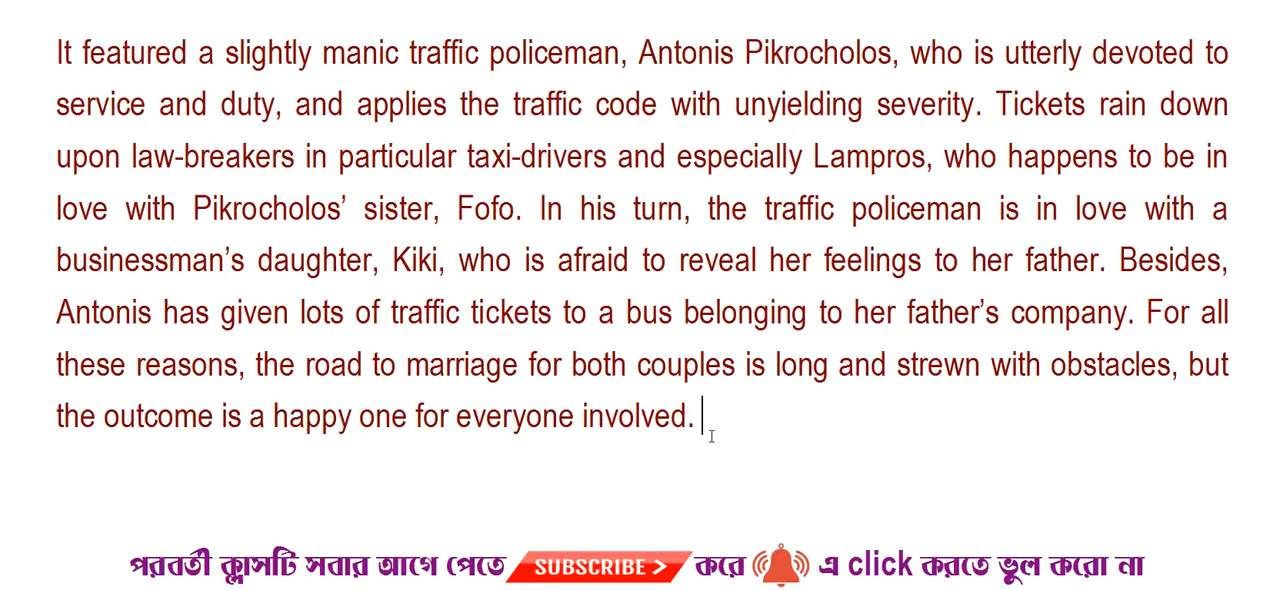 It featured a slightly manic traffic policeman, Antonis Pikrocholos, who is utterly devoted to
service and duty, and applies the traffic code with unyielding severity. Tickets rain down
upon law-breakers in particular taxi-drivers and especially Lampros, who happens to be in
love with Pikrocholos’ sister, Fofo. In his turn, the traffic policeman is in love with a
businessman’s daughter, Kiki, who is afraid to reveal her feelings to her father. Besides,
Antonis has given lots of traffic tickets to a bus belonging to her father’s company. For all
these reasons, the road to marriage for both couples is long and strewn with obstacles, but
the outcome is a happy one for everyone involved.
পরবর্তী ক্লাসটি সবার আগে পেতে SUBSCRIBE > করে এ click করতে ভুল করো না